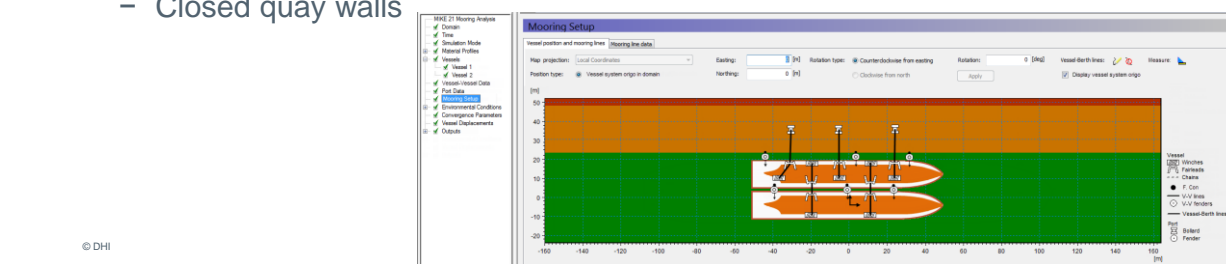 − Closed quay walls
MIKE 21 Mooring Analysis
Domain
Time
Simulation Mode
Material Profiles
Vessels
Vessel 1
Vessel 2
Vessel-Vessel Data
Port Data
Mooring Setup
Environmental Conditions
Convergence Parameters
Vessel Displacements
Outputs
Mooring Setup
Vessel position and mooring lines Mooring line data
Map projection: Local Coordinates Easting: [m] Rotation type: Counterclockwise from easting Rotation: 0 [deg] Vessel-Berth lines: Measure:
Position type: Vessel system origo in domain Northing: 0 [m] Clockwise from north Apply Display vessel system origo
[m]
50
40
30
20
10
0
-10
-20
-160 -140 -120 -100 -80 -60 -40 -20 0 20 40 60 80 100 120 140 160
[m]
Vessel
Winches
Fairleads
Chains
F. Con
V-V lines
V-V fenders
Vessel-Berth lines
Port
Bollard
Fender
© DHI